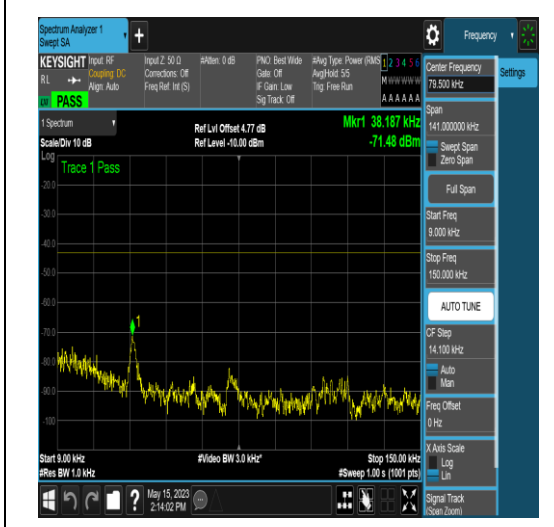 Spectrum Analyzer 1
Swept SA
+
Frequency
KEYSIGHT
RL
Input: RF
Coupling: DC
Align: Auto
Input Z: 50 Ω
Corrections: Off
Freq Ref: Int (S)
#Atten: 0 dB
PNO: Best Wide
Gate: Off
IF Gain: Low
Sig Track: Off
#Avg Type: Power (RMS)
Avg|Hold: 5/5
Trig: Free Run
1 2 3 4 5 6
M W W W W W
A A A A A A
PASS
1 Spectrum
Scale/Div 10 dB
Ref Lvl Offset 4.77 dB
Ref Level -10.00 dBm
Mkr1 38.187 kHz
-71.48 dBm
Log
Trace 1 Pass
-20.0
-30.0
-40.0
-50.0
-60.0
-70.0
-80.0
-90.0
-100
1
Start 9.00 kHz
#Res BW 1.0 kHz
#Video BW 3.0 kHz*
Stop 150.00 kHz
#Sweep 1.00 s (1001 pts)
?
May 15, 2023
2:14:02 PM
Center Frequency
79.500 kHz
Settings
Span
141.000000 kHz
Swept Span
Zero Span
Full Span
Start Freq
9.000 kHz
Stop Freq
150.000 kHz
AUTO TUNE
CF Step
14.100 kHz
Auto
Man
Freq Offset
0 Hz
X Axis Scale
Log
Lin
Signal Track
(Span Zoom)